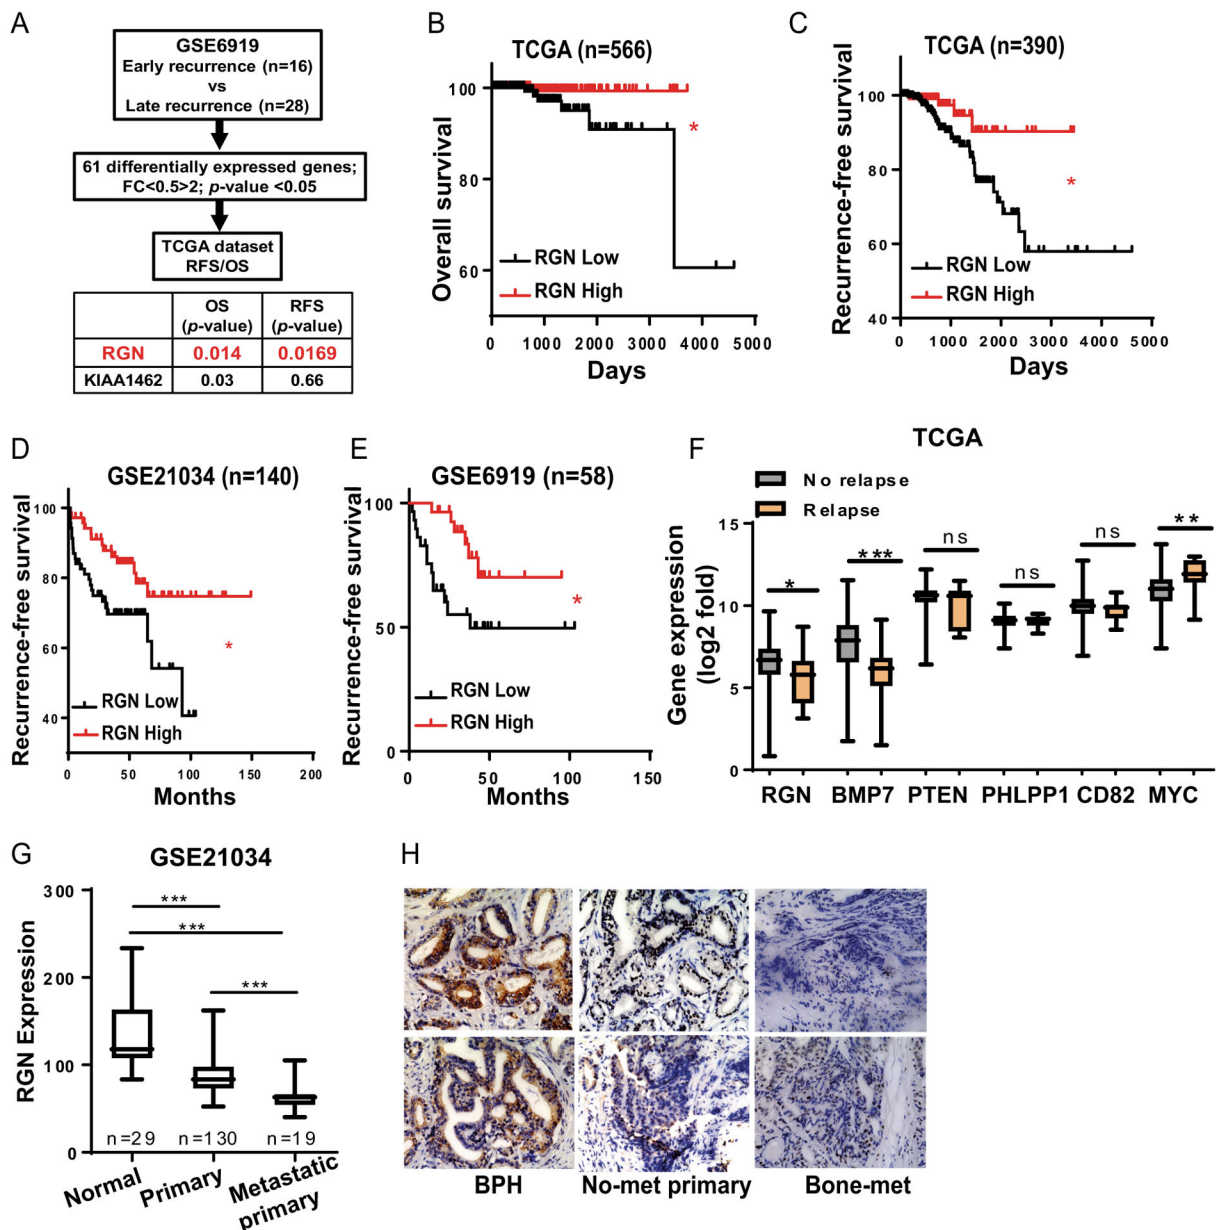 A
GSE6919
Early recurrence (n=16)
vs
Late recurrence (n=28)
61 differentially expressed genes;
FC<0.5>2; p-value <0.05
TCGA dataset
RFS/OS
OS (p-value)
RFS (p-value)
RGN 0.014 0.0169
KIAA1462 0.03 0.66
B
TCGA (n=566)
Overall survival
100
80
60
*
RGN Low
RGN High
0 1000 2000 3000 4000 5000
Days
C
TCGA (n=390)
Recurrence-free survival
100
80
60
40
*
RGN Low
RGN High
0 1000 2000 3000 4000 5000
Days
D
GSE21034 (n=140)
Recurrence-free survival
100
80
60
40
*
RGN Low
RGN High
0 50 100 150 200
Months
E
GSE6919 (n=58)
Recurrence-free survival
100
50
0
*
RGN Low
RGN High
0 50 100 150
Months
F
TCGA
No relapse
Relapse
Gene expression
(log2 fold)
15
10
5
0
* *** ns ns ns **
RGN BMP7 PTEN PHLPP1 CD82 MYC
G
GSE21034
RGN Expression
300
200
100
0
***
***
***
n=29 n=130 n=19
Normal
Primary
Metastatic
primary
H
BPH No-met primary Bone-met